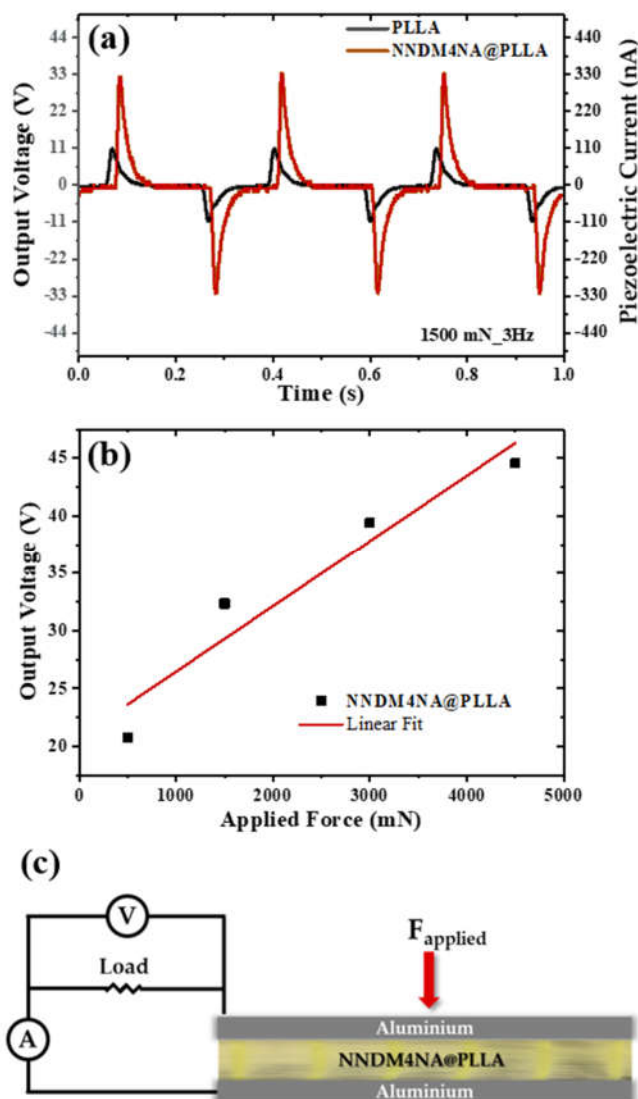 (a)
PLLA
NNDM4NA@PLLA
Output Voltage (V)
44
33
22
11
0
-11
-22
-33
-44
Piezoelectric Current (nA)
440
330
220
110
0
-110
-220
-330
-440
1500 mN_3Hz
0.0 0.2 0.4 0.6 0.8 1.0
Time (s)
(b)
Output Voltage (V)
45
40
35
30
25
20
NNDM4NA@PLLA
Linear Fit
0 1000 2000 3000 4000 5000
Applied Force (mN)
(c)
V
Load
A
Fapplied
Aluminium
NNDM4NA@PLLA
Aluminium